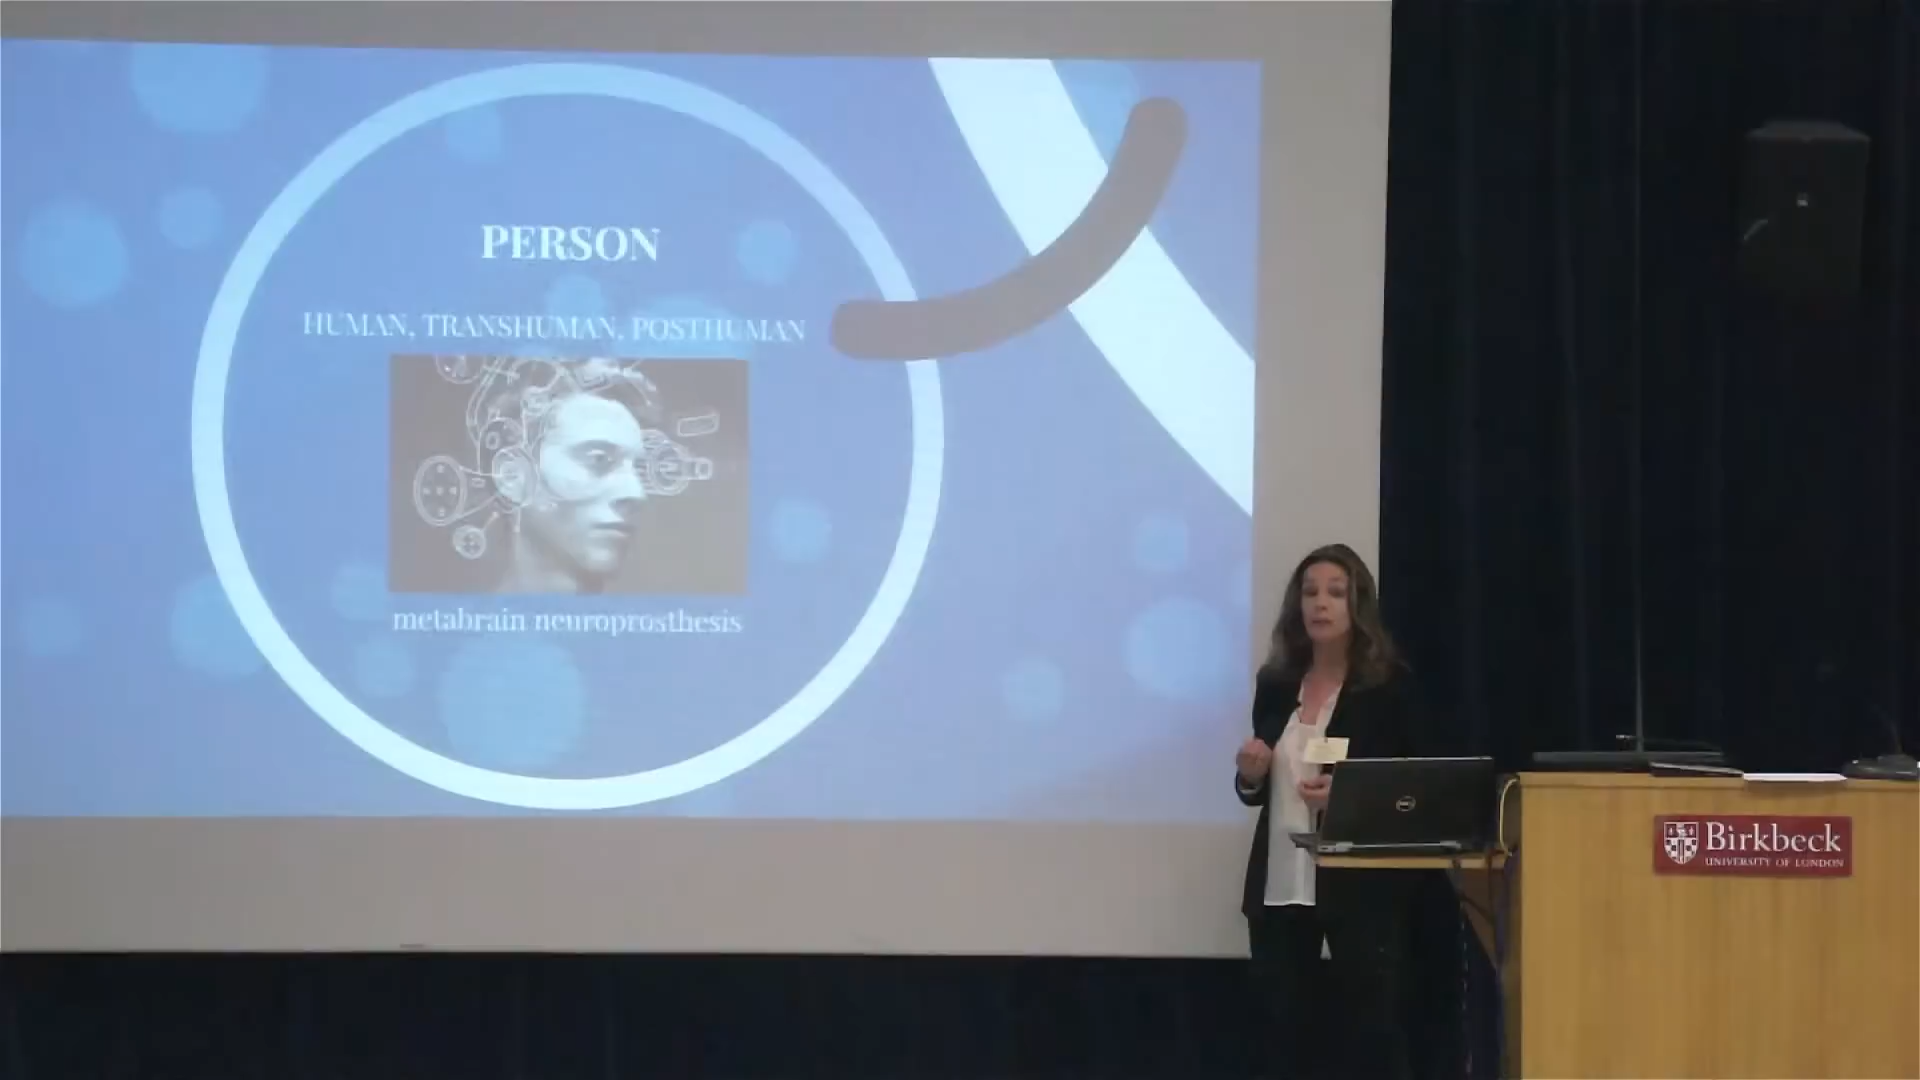 PERSON
HUMAN, TRANSHUMAN, POSTHUMAN
metabrain neuroprosthesis
Birkbeck
UNIVERSITY OF LONDON